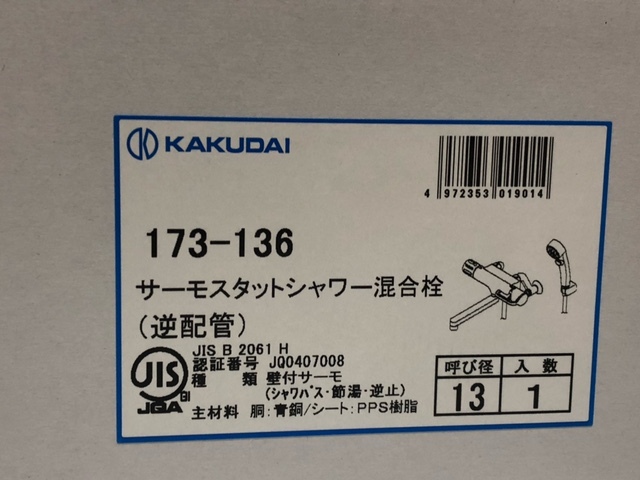 KAKUDAI
4 972353 019014
173-136
サーモスタットシャワー混合栓
(逆配管)
JIS B 2061 H
認証番号 JQ0407008
種 類 壁付サーモ
(シャワバス・節湯・逆止)
主材料 胴:青銅/シート:PPS樹脂
JIS
GI
JQA
呼び径 入数
13 1